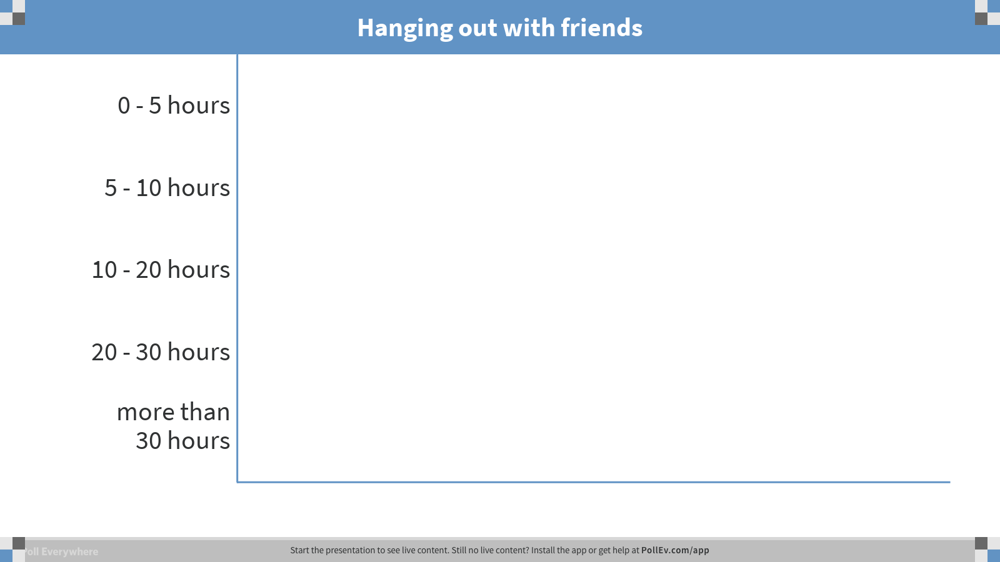 Hanging out with friends
0 - 5 hours
5 - 10 hours
10 - 20 hours
20 - 30 hours
more than
30 hours
Poll Everywhere
Start the presentation to see live content. Still no live content? Install the app or get help at PollEv.com/app